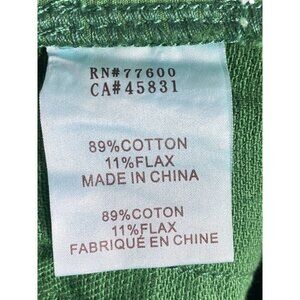 RN#77600
CA#45831
89%COTTON
11%FLAX
MADE IN CHINA
89%COTON
11%FLAX
FABRIQUÉ EN CHINE